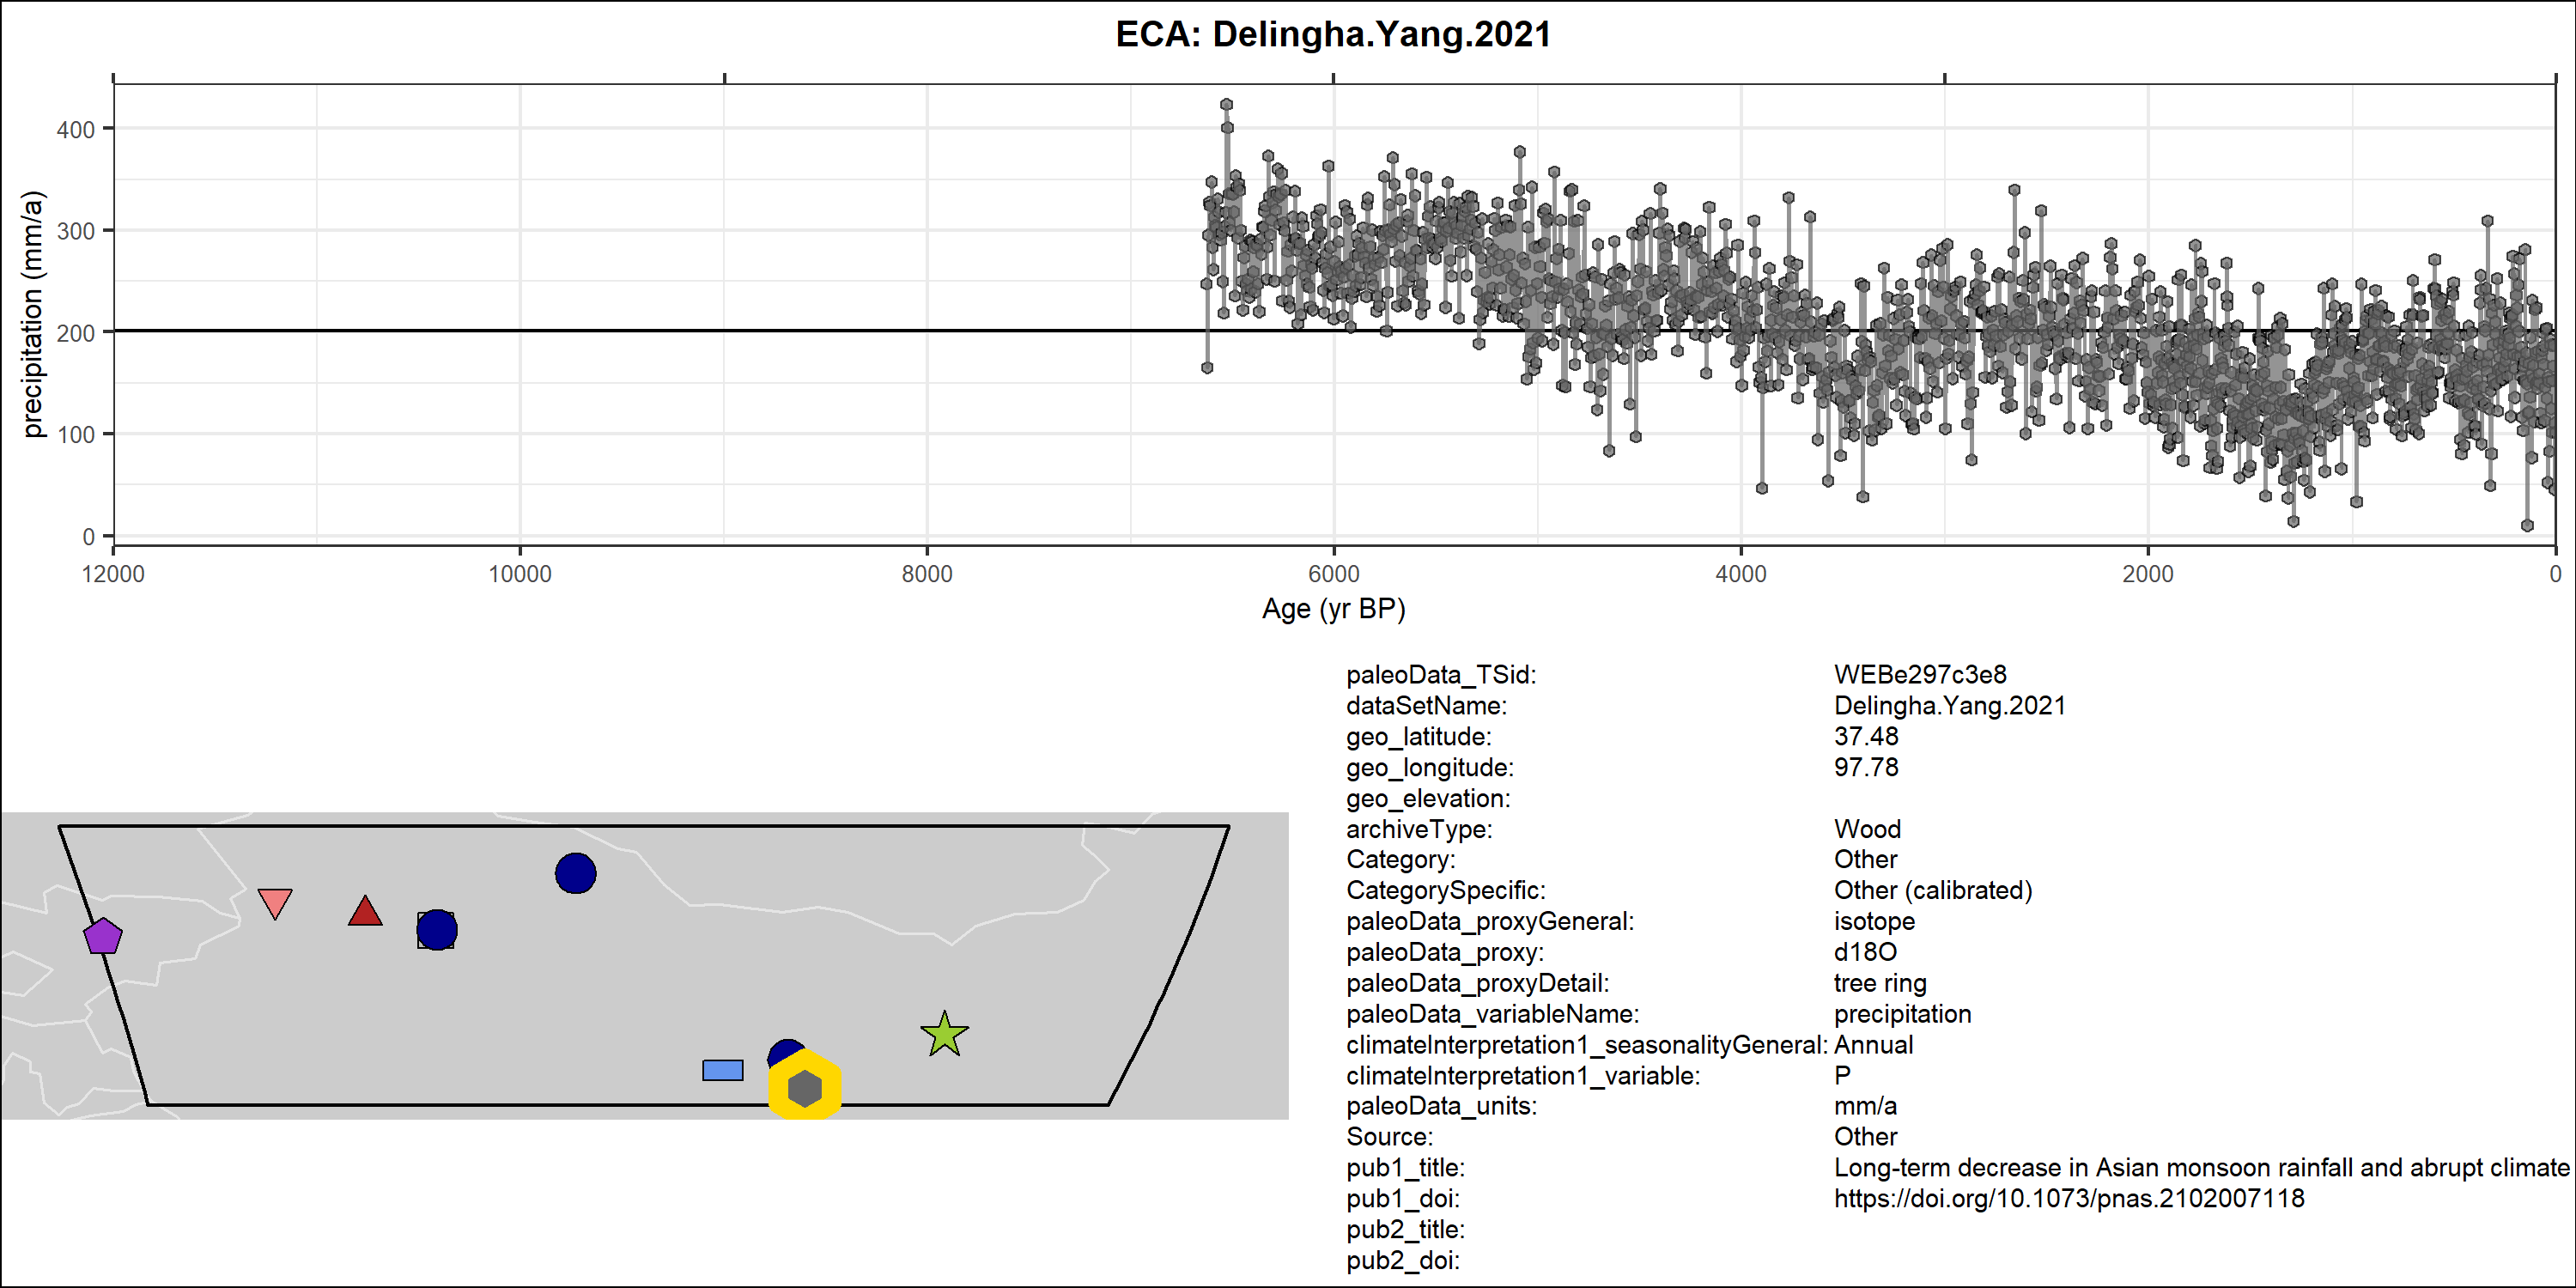 ECA: Delingha.Yang.2021
precipitation (mm/a)
400
300
200
100
0
12000 10000 8000 6000 4000 2000 0
Age (yr BP)
paleoData_TSid: WEBe297c3e8
dataSetName: Delingha.Yang.2021
geo_latitude: 37.48
geo_longitude: 97.78
geo_elevation:
archiveType: Wood
Category: Other
CategorySpecific: Other (calibrated)
paleoData_proxyGeneral: isotope
paleoData_proxy: d18O
paleoData_proxyDetail: tree ring
paleoData_variableName: precipitation
climateInterpretation1_seasonalityGeneral: Annual
climateInterpretation1_variable: P
paleoData_units: mm/a
Source: Other
pub1_title: Long-term decrease in Asian monsoon rainfall and abrupt climate
pub1_doi: https://doi.org/10.1073/pnas.2102007118
pub2_title:
pub2_doi: